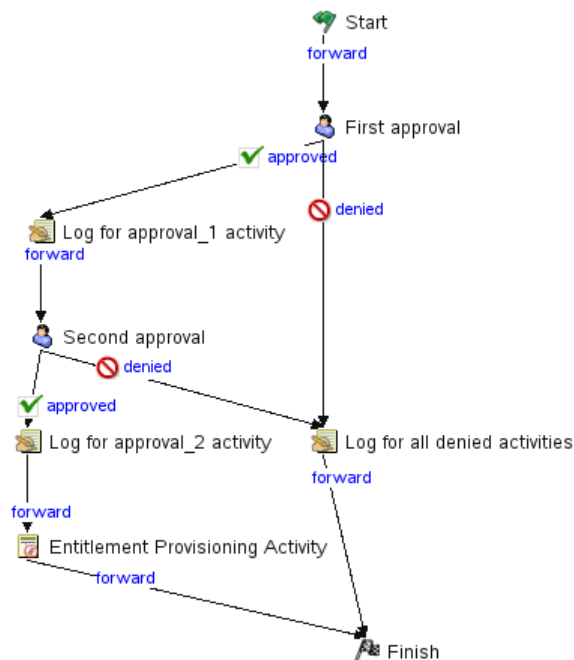 Start
forward
First approval
approved
denied
Log for approval_1 activity
forward
Second approval
denied
approved
Log for approval_2 activity
Log for all denied activities
forward
forward
Entitlement Provisioning Activity
forward
Finish